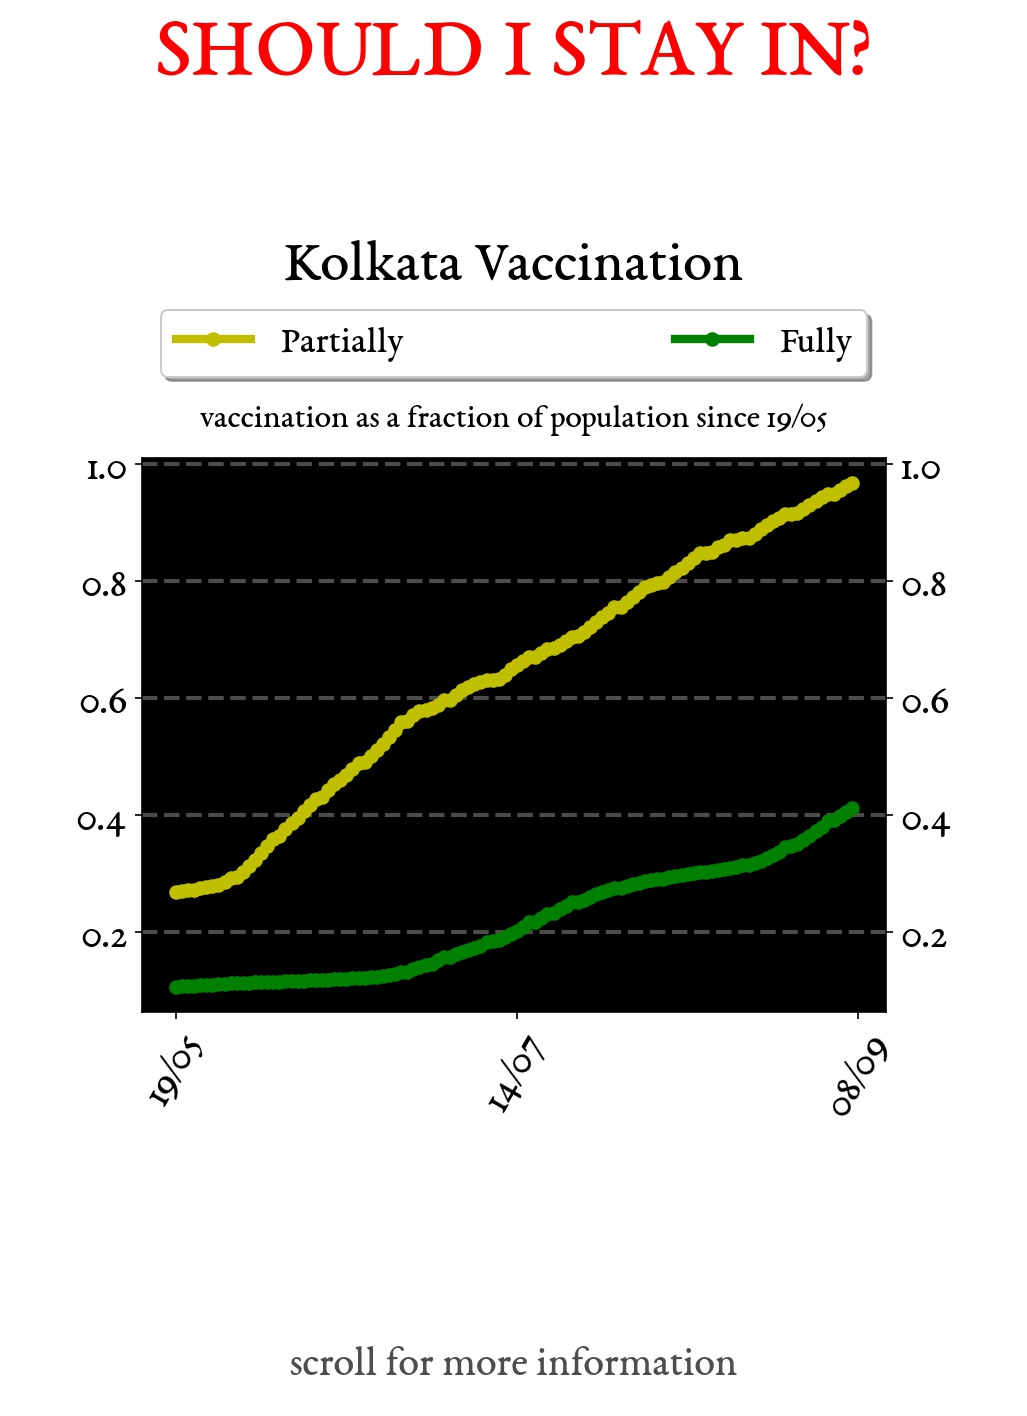 SHOULD I STAY IN?
Kolkata Vaccination
Partially
Fully
vaccination as a fraction of population since 19/05
1.0
1.0
0.8
0.8
0.6
0.6
0.4
0.4
0.2
0.2
19/05
14/07
08/09
scroll for more information